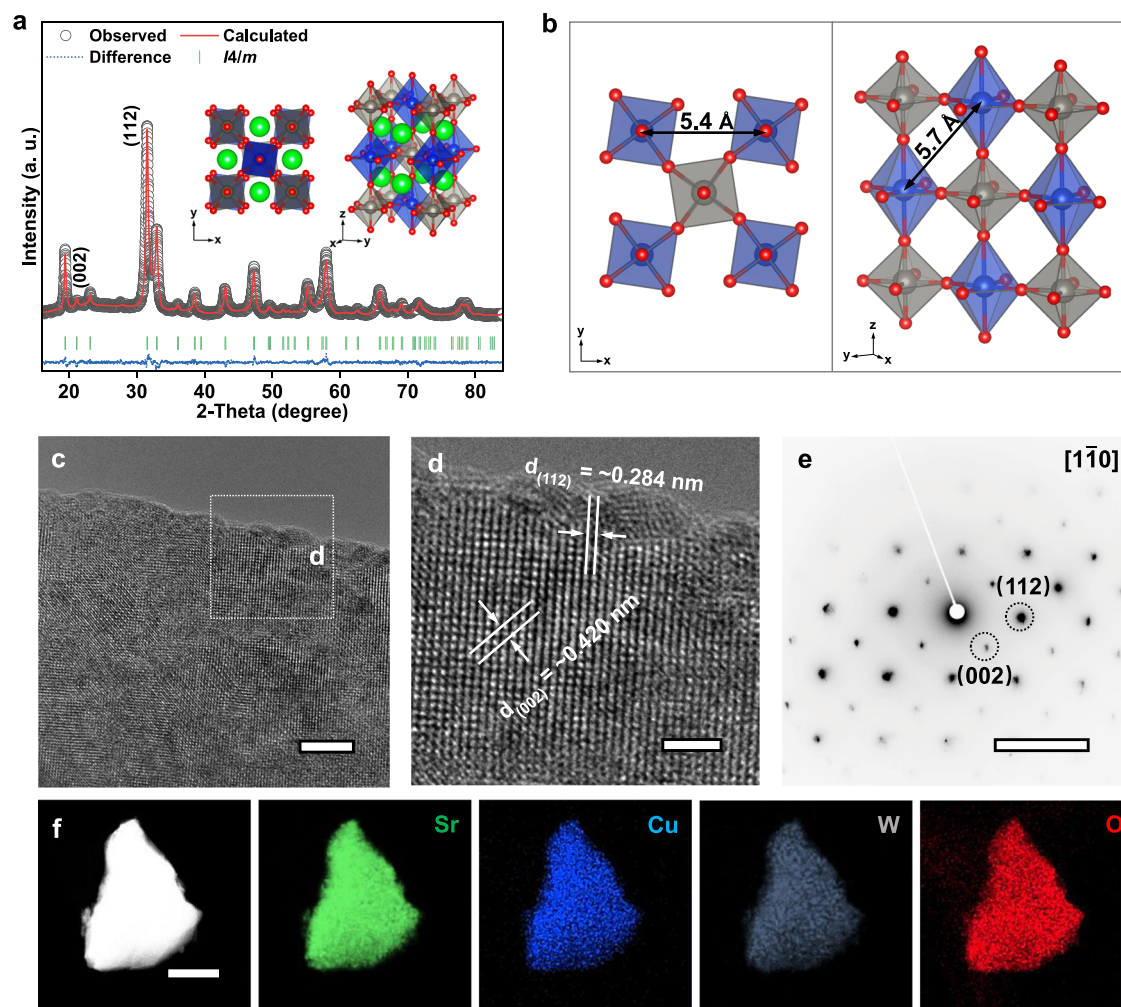 a
Observed
Calculated
Difference
I4/m
(112)
(002)
Intensity (a. u.)
y
x
z
x
y
20 30 40 50 60 70 80
2-Theta (degree)
b
5.4 Å
5.7 Å
y
x
z
y
x
c
d
d
d(112) = ~0.284 nm
d(002) = ~0.420 nm
e
[11̄0]
(112)
(002)
f
Sr
Cu
W
O